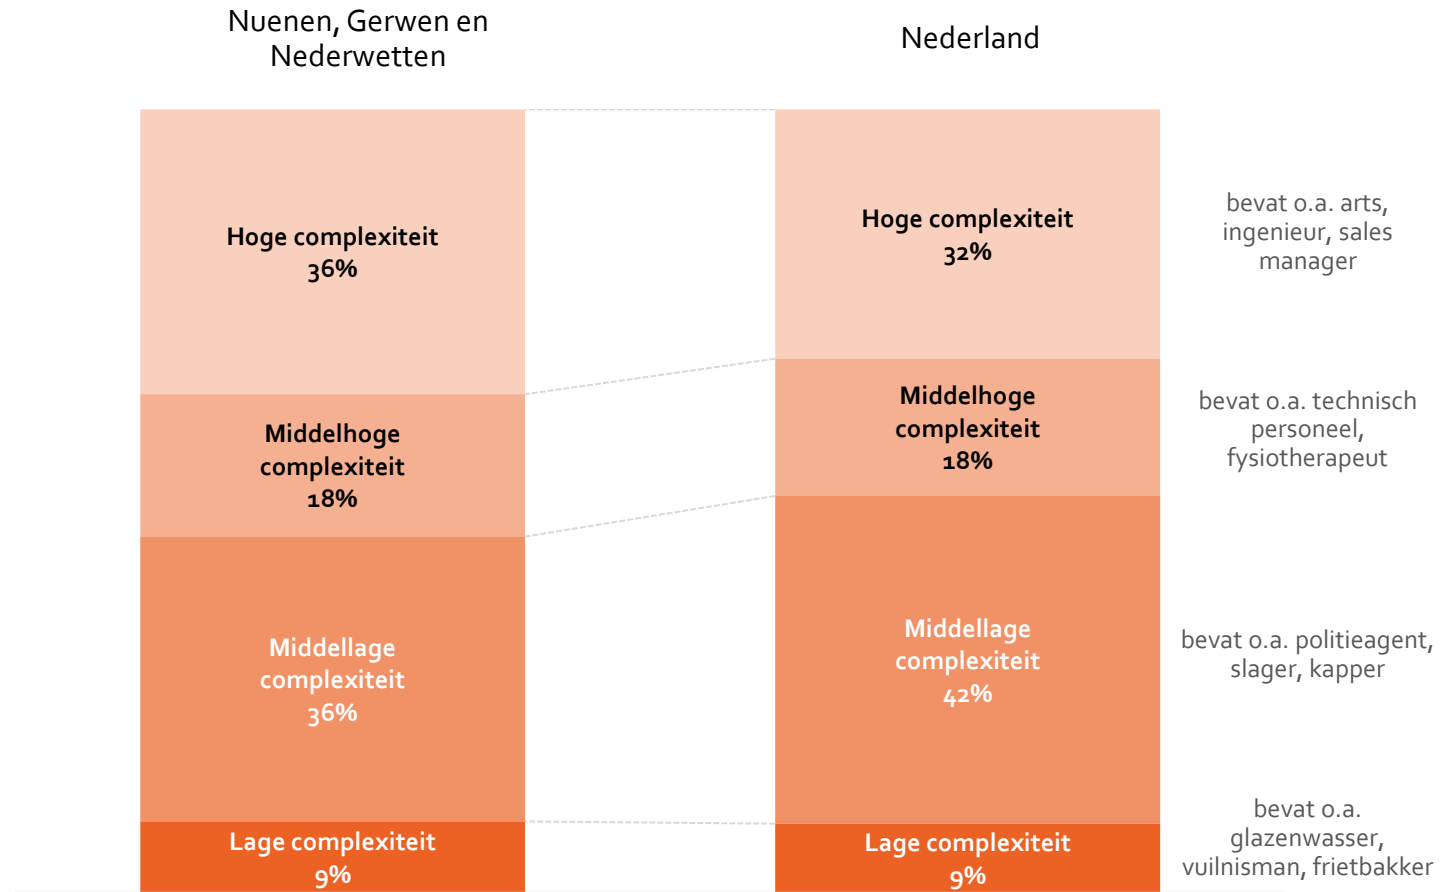 Nuenen, Gerwen en
Nederwetten
Nederland
Hoge complexiteit
36%
Middelhoge
complexiteit
18%
Middellage
complexiteit
36%
Lage complexiteit
9%
Hoge complexiteit
32%
Middelhoge
complexiteit
18%
Middellage
complexiteit
42%
Lage complexiteit
9%
bevat o.a. arts,
ingenieur, sales
manager
bevat o.a. technisch
personeel,
fysiotherapeut
bevat o.a. politieagent,
slager, kapper
bevat o.a.
glazenwasser,
vuilnisman, frietbakker